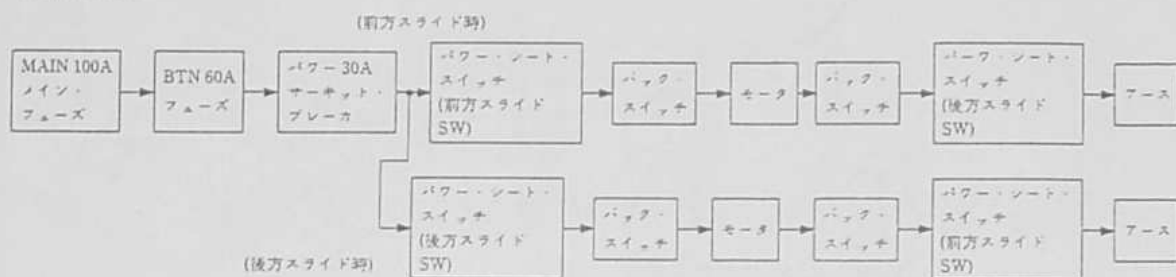 (前方スライド時)
MAIN 100A
メイン・
フューズ
BTN 60A
フューズ
パワー 30A
サーキット・
ブレーカ
パワー・シート・
スイッチ
(前方スライド
SW)
バック・
スイッチ
モータ
バック・
スイッチ
パーワ・シート・
スイッチ
(後方スライド
SW)
アース
パワー・シート・
スイッチ
(後方スライド
SW)
バック・
スイッチ
モータ
バック・
スイッチ
パワー・シート・
スイッチ
(前方スライド
SW)
アース
(後方スライド時)